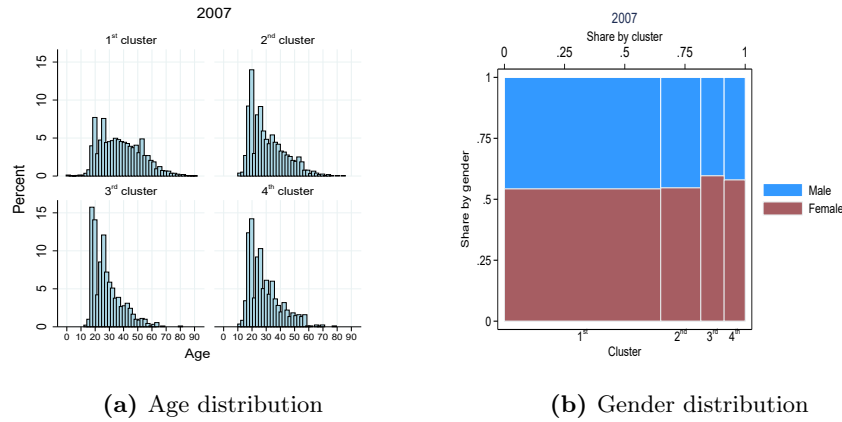 2007
1st cluster
2nd cluster
15
10
5
0
3rd cluster
4th cluster
15
10
5
0
0 10 20 30 40 50 60 70 80 90
0 10 20 30 40 50 60 70 80 90
Percent
Age
(a) Age distribution
2007
Share by cluster
0 .25 .5 .75 1
1
.75
.5
.25
0
Share by gender
1st 2nd 3rd 4th
Cluster
Male
Female
(b) Gender distribution